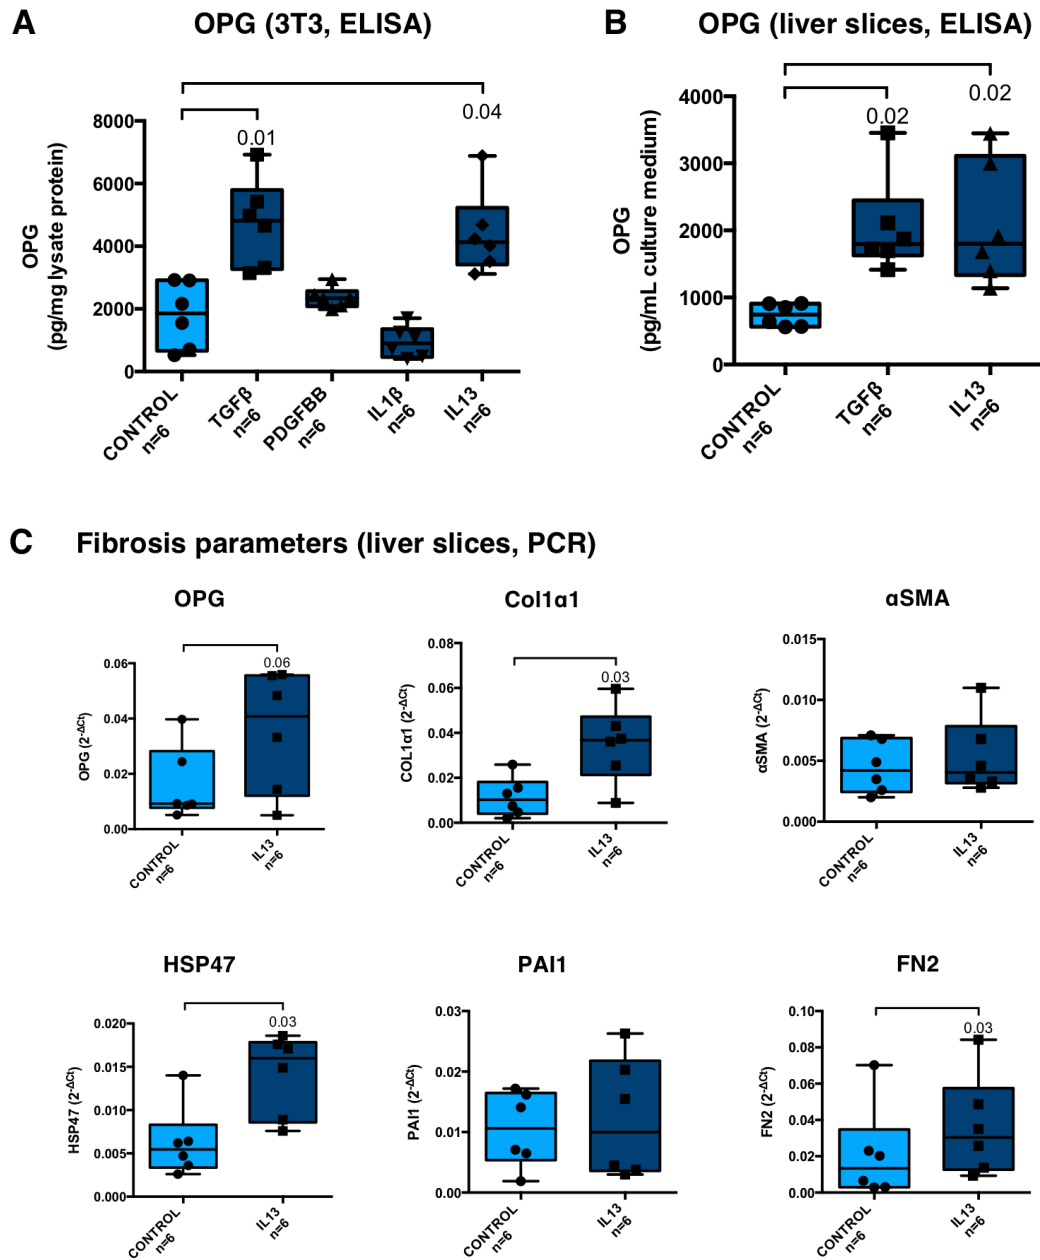 A
OPG (3T3, ELISA)
OPG
(pg/mg lysate protein)
8000
6000
4000
2000
0
0.01
0.04
CONTROL
n=6
TGFβ
n=6
PDGFBB
n=6
IL1β
n=6
IL13
n=6
B
OPG (liver slices, ELISA)
OPG
(pg/mL culture medium)
4000
3000
2000
1000
0
0.02
0.02
CONTROL
n=6
TGFβ
n=6
IL13
n=6
C
Fibrosis parameters (liver slices, PCR)
OPG
OPG (2-ΔCt)
0.06
0.04
0.02
0.00
0.06
CONTROL
n=6
IL13
n=6
Col1α1
COL1α1 (2-ΔCt)
0.08
0.06
0.04
0.02
0.00
0.03
CONTROL
n=6
IL13
n=6
αSMA
αSMA (2-ΔCt)
0.015
0.010
0.005
0.000
CONTROL
n=6
IL13
n=6
HSP47
HSP47 (2-ΔCt)
0.020
0.015
0.010
0.005
0.000
0.03
CONTROL
n=6
IL13
n=6
PAI1
PAI1 (2-ΔCt)
0.03
0.02
0.01
0.00
CONTROL
n=6
IL13
n=6
FN2
FN2 (2-ΔCt)
0.10
0.08
0.06
0.04
0.02
0.00
0.03
CONTROL
n=6
IL13
n=6